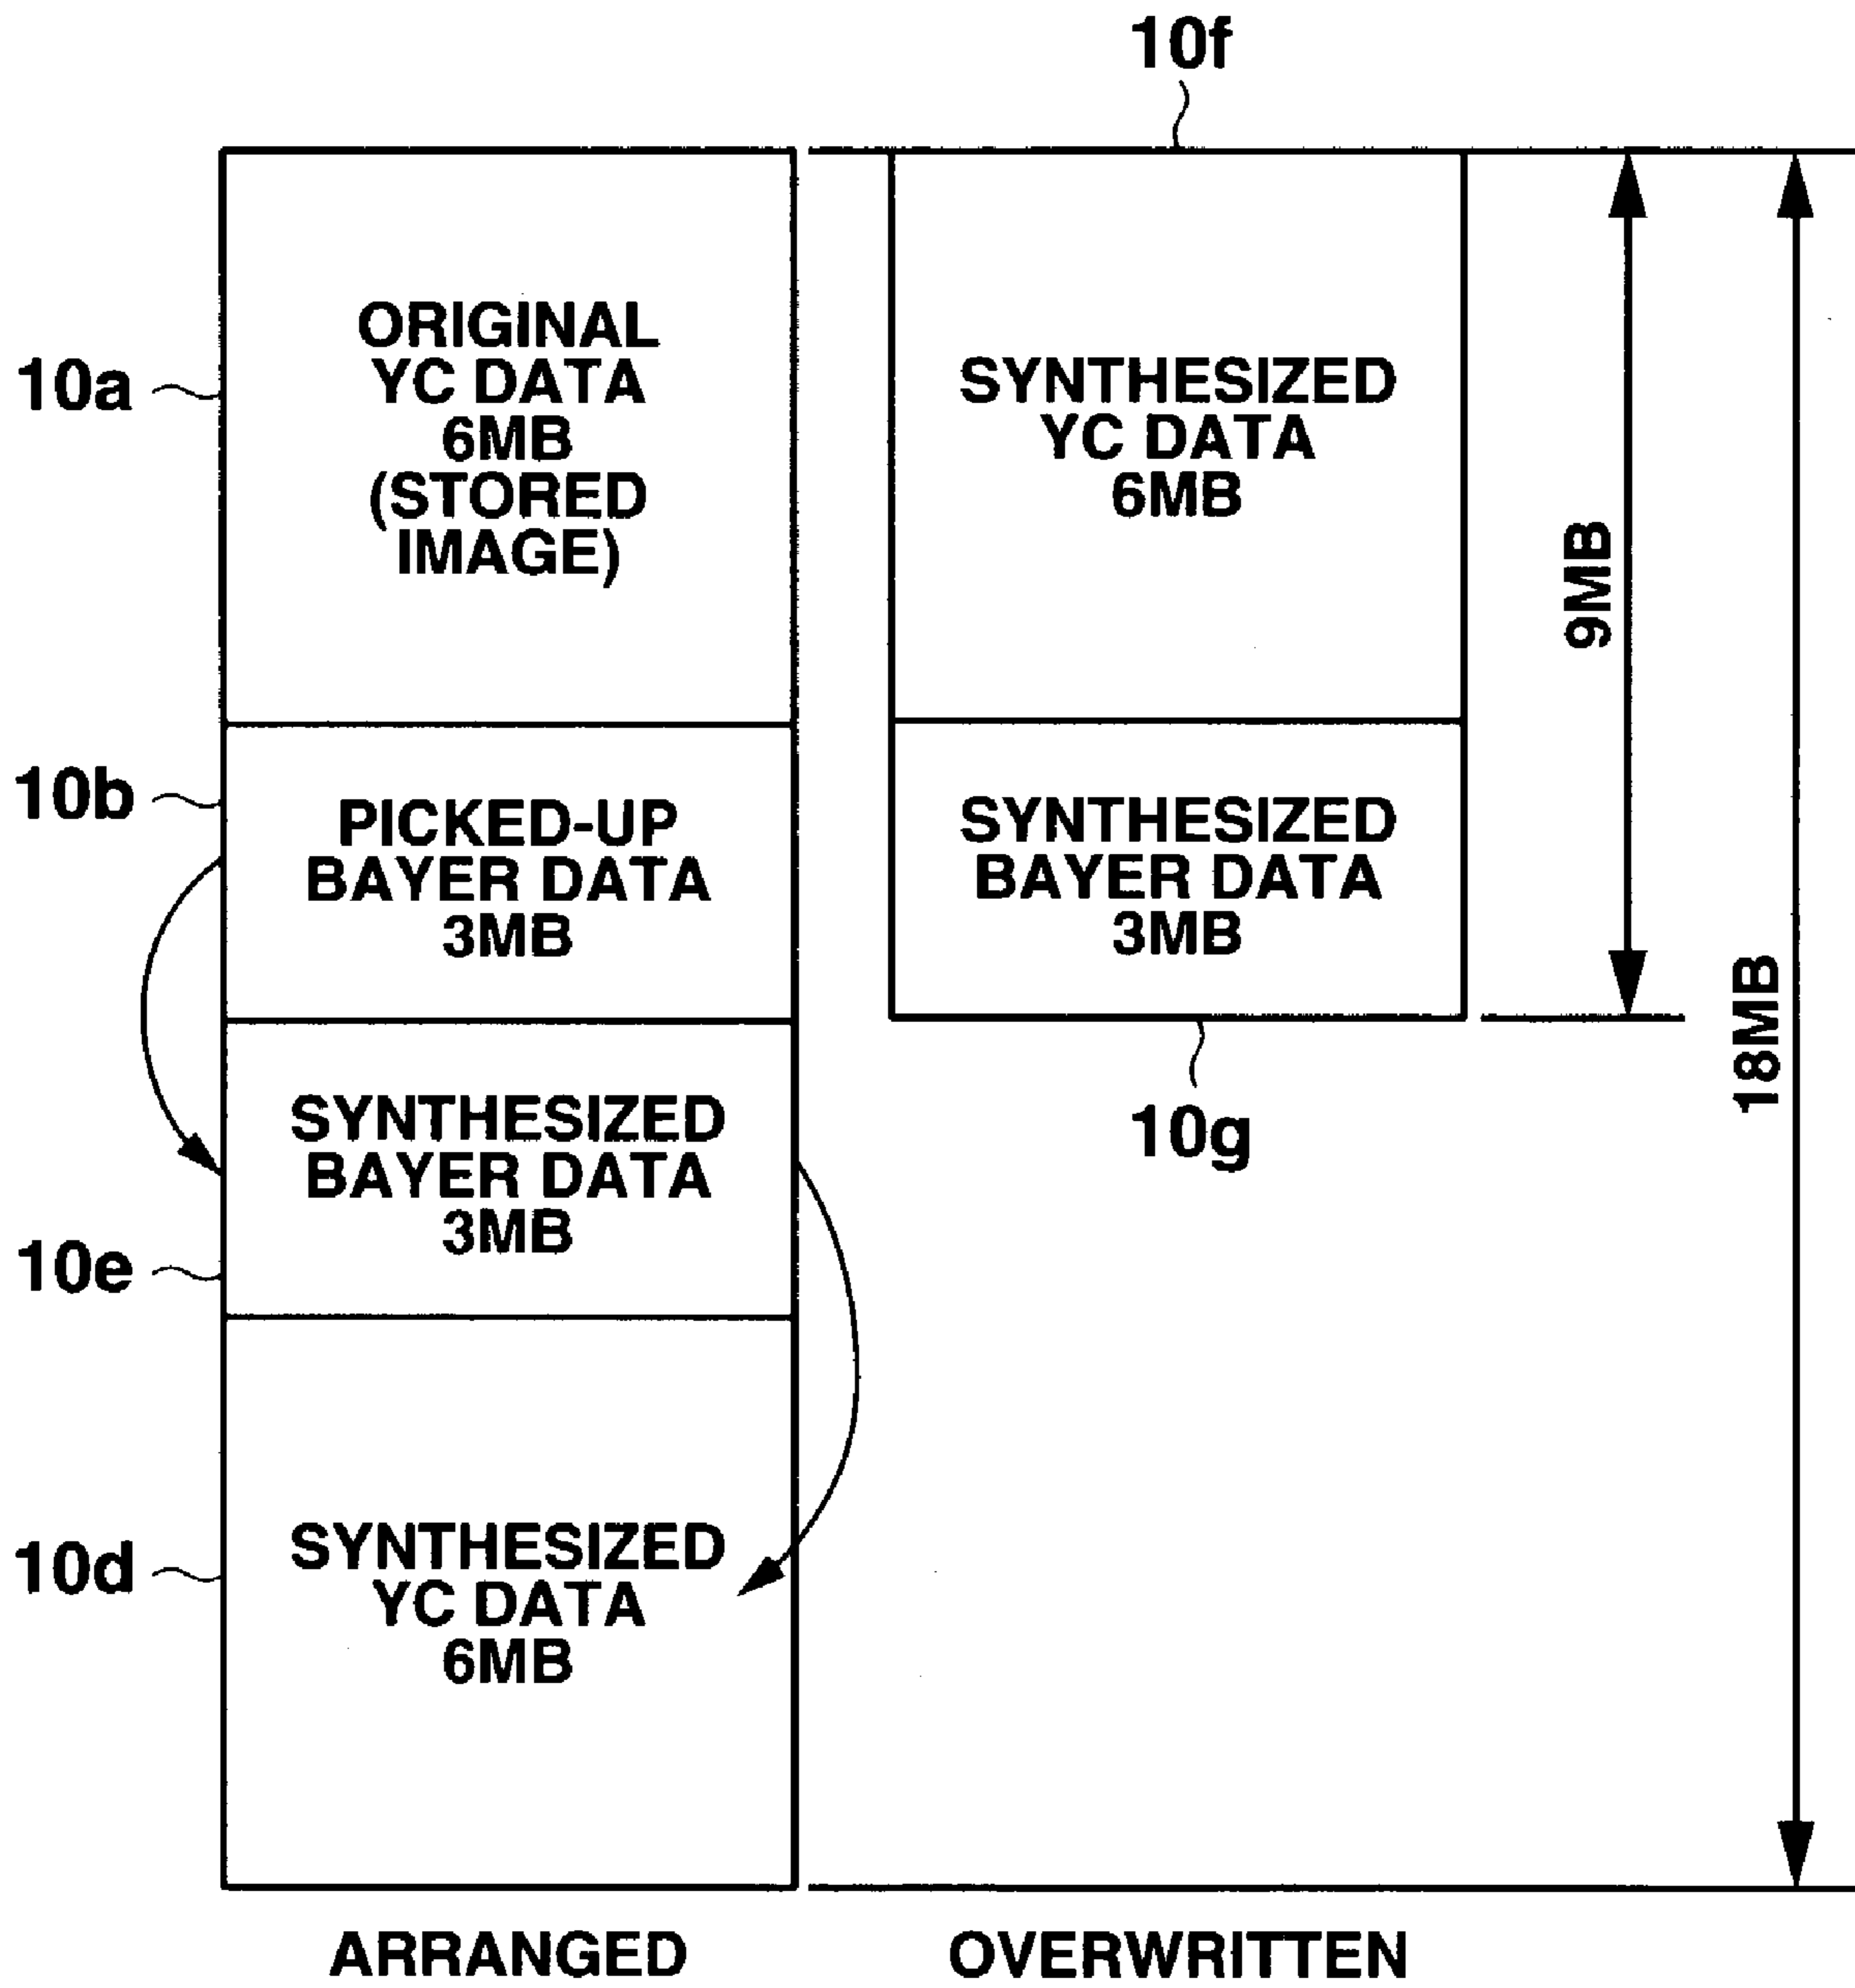 10f
10a
ORIGINAL
YC DATA
6MB
(STORED
IMAGE)
SYNTHESIZED
YC DATA
6MB
9MB
10b
PICKED-UP
BAYER DATA
3MB
SYNTHESIZED
BAYER DATA
3MB
18MB
10g
SYNTHESIZED
BAYER DATA
3MB
10e
10d
SYNTHESIZED
YC DATA
6MB
ARRANGED
OVERWRITTEN